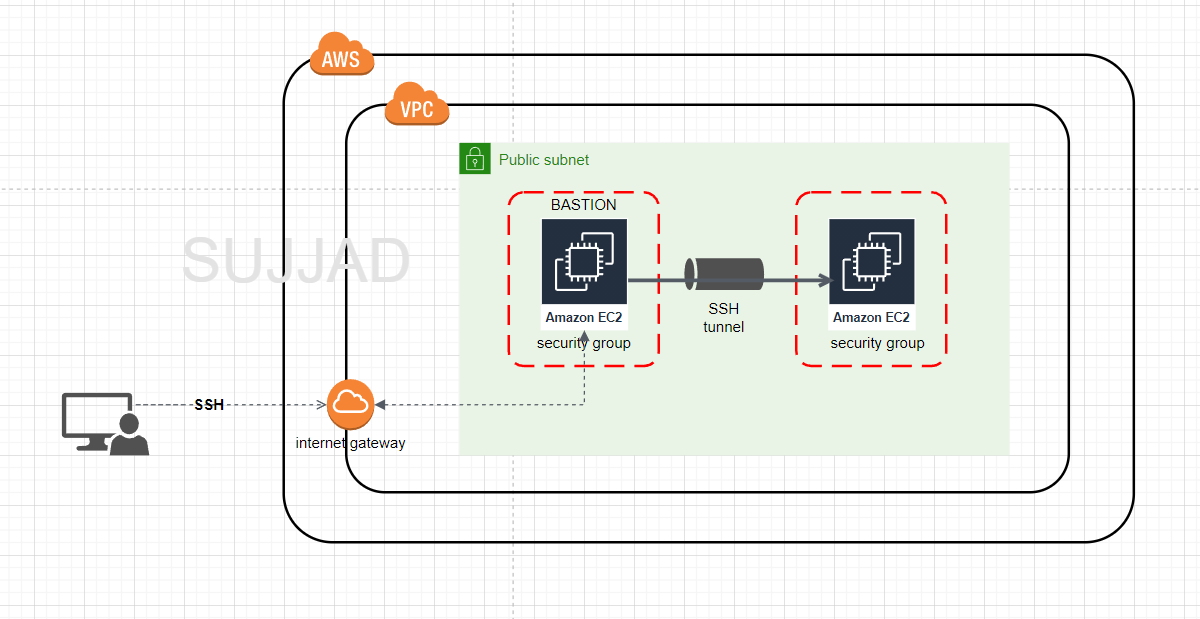 AWS
VPC
Public subnet
BASTION
SUJJAD
Amazon EC2
security group
SSH
tunnel
Amazon EC2
security group
SSH
internet gateway